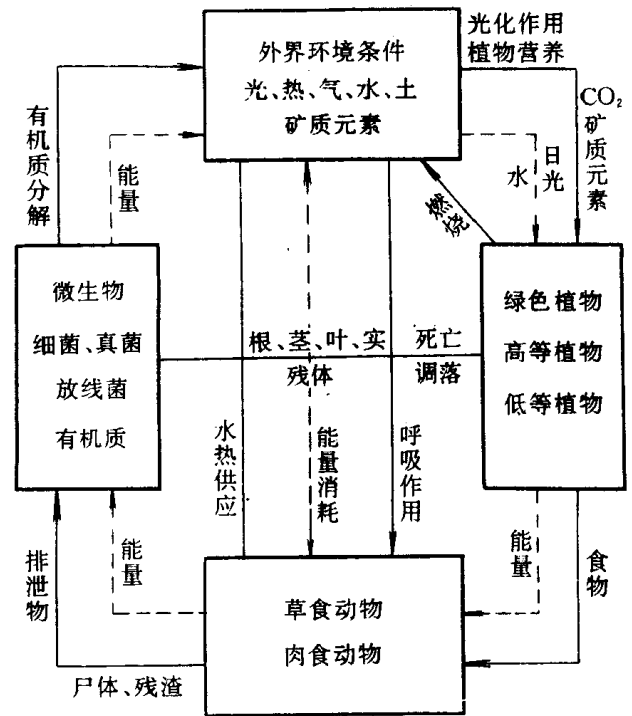 光化作用
植物营养
外界环境条件
光、热、气、水、土
矿质元素
CO₂
矿质元素
有机质分解
能量
水
日光
燃烧
微生物
细菌、真菌
放线菌
有机质
绿色植物
高等植物
低等植物
根、茎、叶、实
残体
死亡
调落
水热供应
能量消耗
呼吸作用
排泄物
能量
能量
食物
草食动物
肉食动物
尸体、残渣